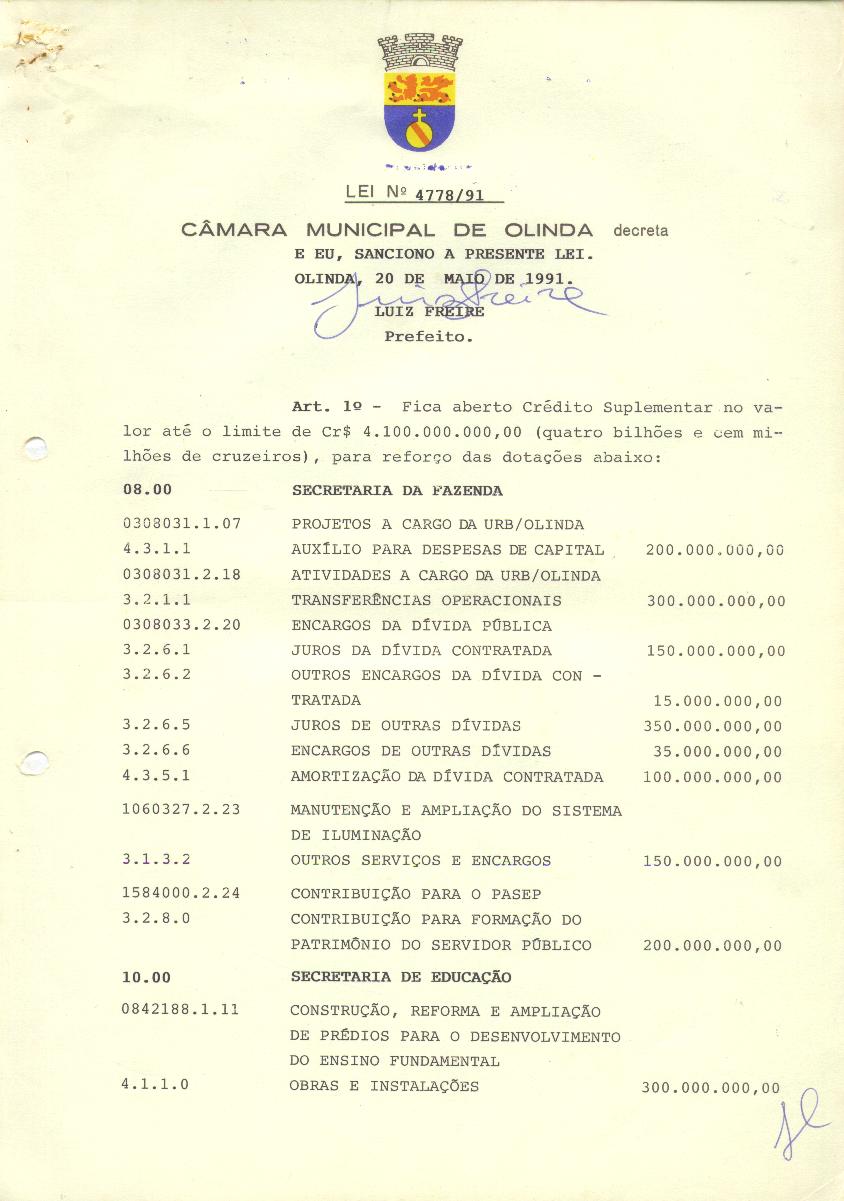 LEI Nº 4778/91
CÂMARA MUNICIPAL DE OLINDA decreta
E EU, SANCIONO A PRESENTE LEI.
OLINDA, 20 DE MAIO DE 1991.
Luiz Freire
LUIZ FREIRE
Prefeito.
Art. 1º - Fica aberto Crédito Suplementar no va-
lor até o limite de Cr$ 4.100.000.000,00 (quatro bilhões e cem mi-
lhões de cruzeiros), para reforço das dotações abaixo:
08.00 SECRETARIA DA FAZENDA
0308031.1.07 PROJETOS A CARGO DA URB/OLINDA
4.3.1.1 AUXÍLIO PARA DESPESAS DE CAPITAL 200.000.000,00
0308031.2.18 ATIVIDADES A CARGO DA URB/OLINDA
3.2.1.1 TRANSFERÊNCIAS OPERACIONAIS 300.000.000,00
0308033.2.20 ENCARGOS DA DÍVIDA PÚBLICA
3.2.6.1 JUROS DA DÍVIDA CONTRATADA 150.000.000,00
3.2.6.2 OUTROS ENCARGOS DA DÍVIDA CON -
TRATADA 15.000.000,00
3.2.6.5 JUROS DE OUTRAS DÍVIDAS 350.000.000,00
3.2.6.6 ENCARGOS DE OUTRAS DÍVIDAS 35.000.000,00
4.3.5.1 AMORTIZAÇÃO DA DÍVIDA CONTRATADA 100.000.000,00
1060327.2.23 MANUTENÇÃO E AMPLIAÇÃO DO SISTEMA
DE ILUMINAÇÃO
3.1.3.2 OUTROS SERVIÇOS E ENCARGOS 150.000.000,00
1584000.2.24 CONTRIBUIÇÃO PARA O PASEP
3.2.8.0 CONTRIBUIÇÃO PARA FORMAÇÃO DO
PATRIMÔNIO DO SERVIDOR PÚBLICO 200.000.000,00
10.00 SECRETARIA DE EDUCAÇÃO
0842188.1.11 CONSTRUÇÃO, REFORMA E AMPLIAÇÃO
DE PRÉDIOS PARA O DESENVOLVIMENTO
DO ENSINO FUNDAMENTAL
4.1.1.0 OBRAS E INSTALAÇÕES 300.000.000,00